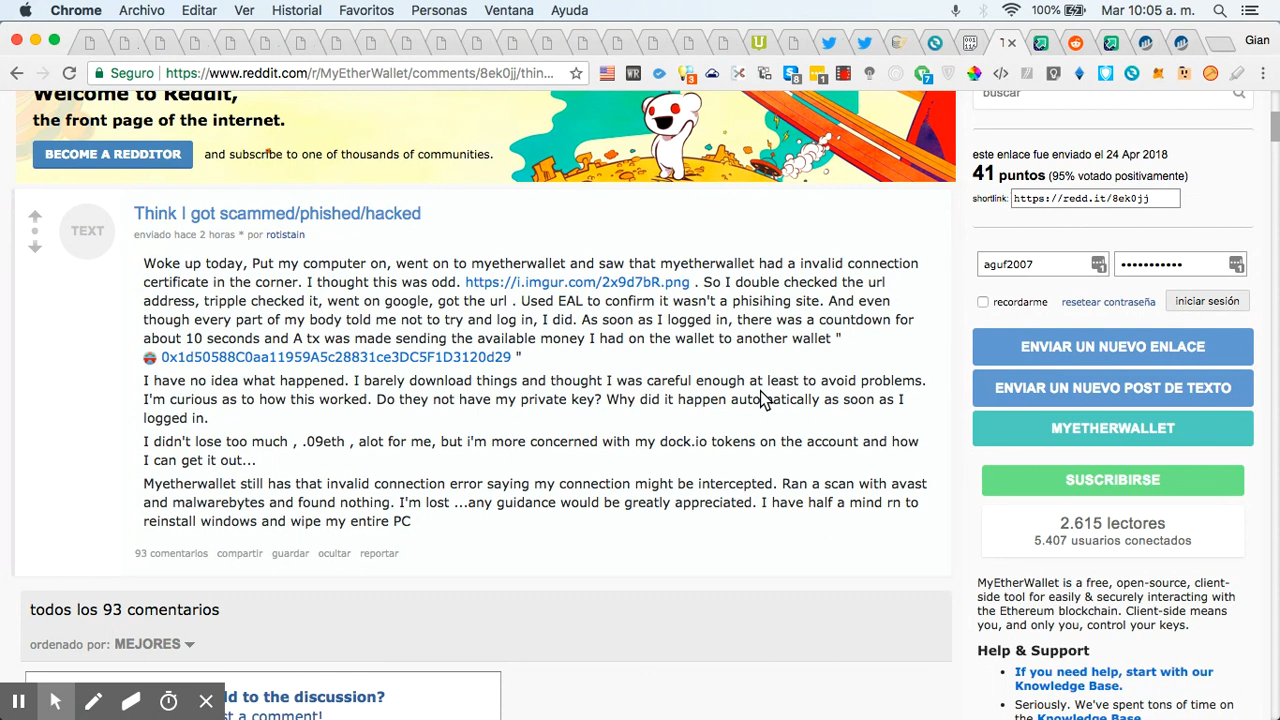 Chrome Archivo Editar Ver Historial Favoritos Personas Ventana Ayuda 100% Mar 10:05 a. m.
Gian
Seguro https://www.reddit.com/r/MyEtherWallet/comments/8ek0jj/thin...
Welcome to Reddit,
the front page of the internet.
BECOME A REDDITOR and subscribe to one of thousands of communities.
TEXT
Think I got scammed/phished/hacked
enviado hace 2 horas * por rotistain
Woke up today, Put my computer on, went on to myetherwallet and saw that myetherwallet had a invalid connection
certificate in the corner. I thought this was odd. https://i.imgur.com/2x9d7bR.png . So I double checked the url
address, tripple checked it, went on google, got the url . Used EAL to confirm it wasn't a phisihing site. And even
though every part of my body told me not to try and log in, I did. As soon as I logged in, there was a countdown for
about 10 seconds and A tx was made sending the available money I had on the wallet to another wallet "
0x1d50588C0aa11959A5c28831ce3DC5F1D3120d29 "
I have no idea what happened. I barely download things and thought I was careful enough at least to avoid problems.
I'm curious as to how this worked. Do they not have my private key? Why did it happen automatically as soon as I
logged in.
I didn't lose too much , .09eth , alot for me, but i'm more concerned with my dock.io tokens on the account and how
I can get it out...
Myetherwallet still has that invalid connection error saying my connection might be intercepted. Ran a scan with avast
and malwarebytes and found nothing. I'm lost ...any guidance would be greatly appreciated. I have half a mind rn to
reinstall windows and wipe my entire PC
93 comentarios compartir guardar ocultar reportar
todos los 93 comentarios
ordenado por: MEJORES
d to the discussion?
st a comment!
buscar
este enlace fue enviado el 24 Apr 2018
41 puntos (95% votado positivamente)
shortlink: https://redd.it/8ek0jj
aguf2007
recordarme resetear contraseña iniciar sesión
ENVIAR UN NUEVO ENLACE
ENVIAR UN NUEVO POST DE TEXTO
MYETHERWALLET
SUSCRIBIRSE
2.615 lectores
5.407 usuarios conectados
MyEtherWallet is a free, open-source, client-
side tool for easily & securely interacting with
the Ethereum blockchain. Client-side means
you, and only you, control your keys.
Help & Support
If you need help, start with our
Knowledge Base.
Seriously. We've spent tons of time on
the Knowledge Base.